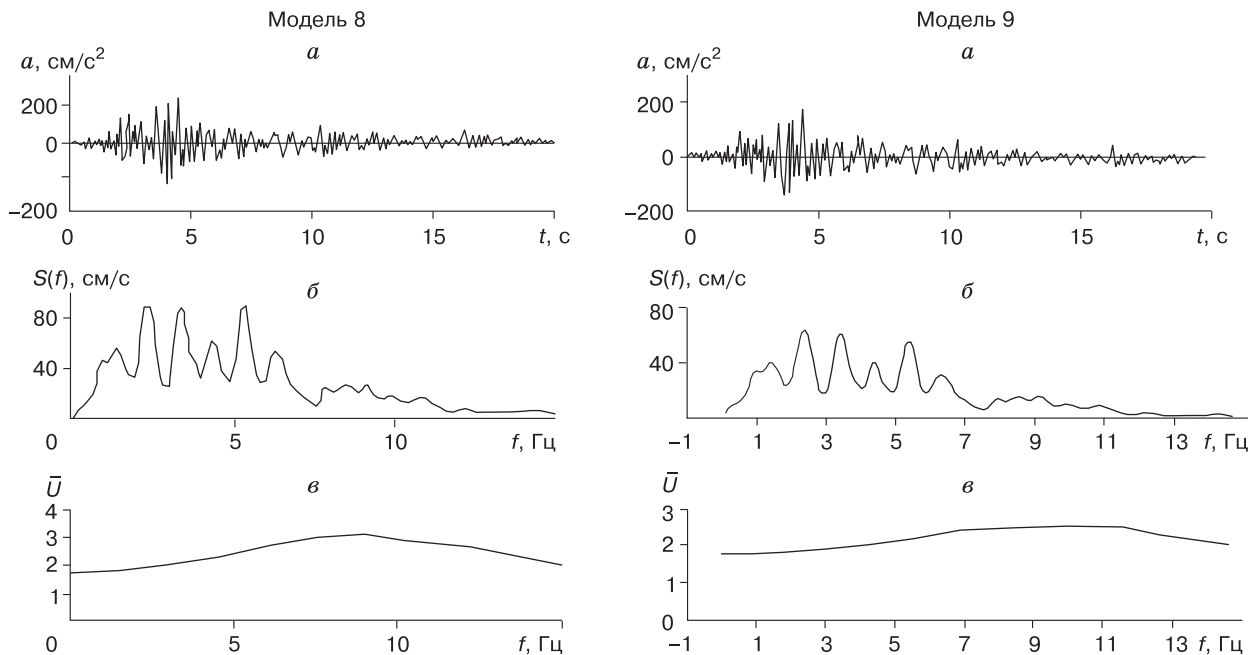 Модель 8
а
a, см/с²
200
0
−200
0 5 10 15 t, с
S(f), см/с
б
80
40
0 5 10 f, Гц
Ū
в
4
3
2
1
0 5 10 f, Гц
Модель 9
а
a, см/с²
200
0
−200
0 5 10 15 t, с
S(f), см/с
б
80
40
−1 1 3 5 7 9 11 13 f, Гц
Ū
в
3
2
1
0
−1 1 3 5 7 9 11 13 f, Гц